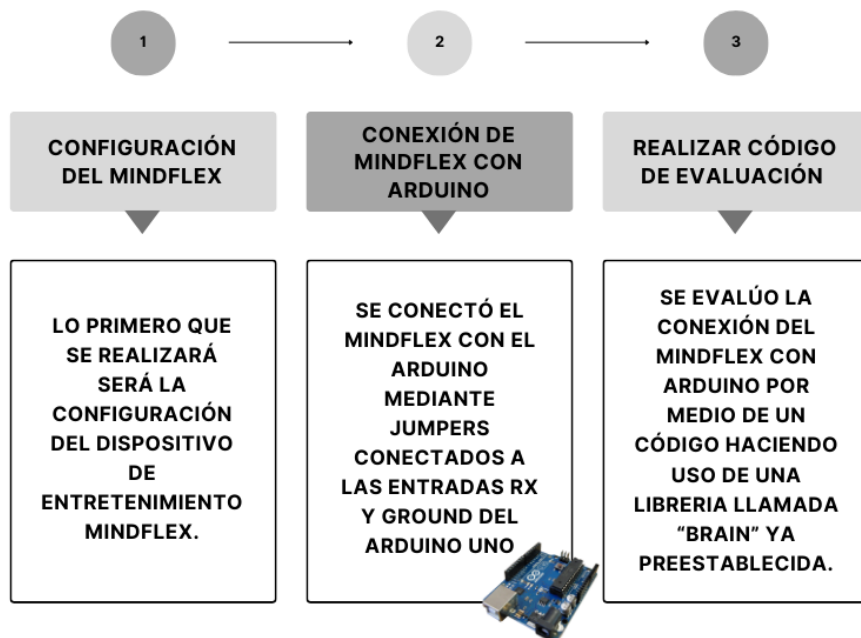 1
2
3
CONFIGURACIÓN
DEL MINDFLEX
CONEXIÓN DE
MINDFLEX CON
ARDUINO
REALIZAR CÓDIGO
DE EVALUACIÓN
LO PRIMERO QUE
SE REALIZARÁ
SERÁ LA
CONFIGURACIÓN
DEL DISPOSITIVO
DE
ENTRETENIMIENTO
MINDFLEX.
SE CONECTÓ EL
MINDFLEX CON EL
ARDUINO
MEDIANTE
JUMPERS
CONECTADOS A
LAS ENTRADAS RX
Y GROUND DEL
ARDUINO UNO
SE EVALÚO LA
CONEXIÓN DEL
MINDFLEX CON
ARDUINO POR
MEDIO DE UN
CÓDIGO HACIENDO
USO DE UNA
LIBRERIA LLAMADA
“BRAIN” YA
PREESTABLECIDA.